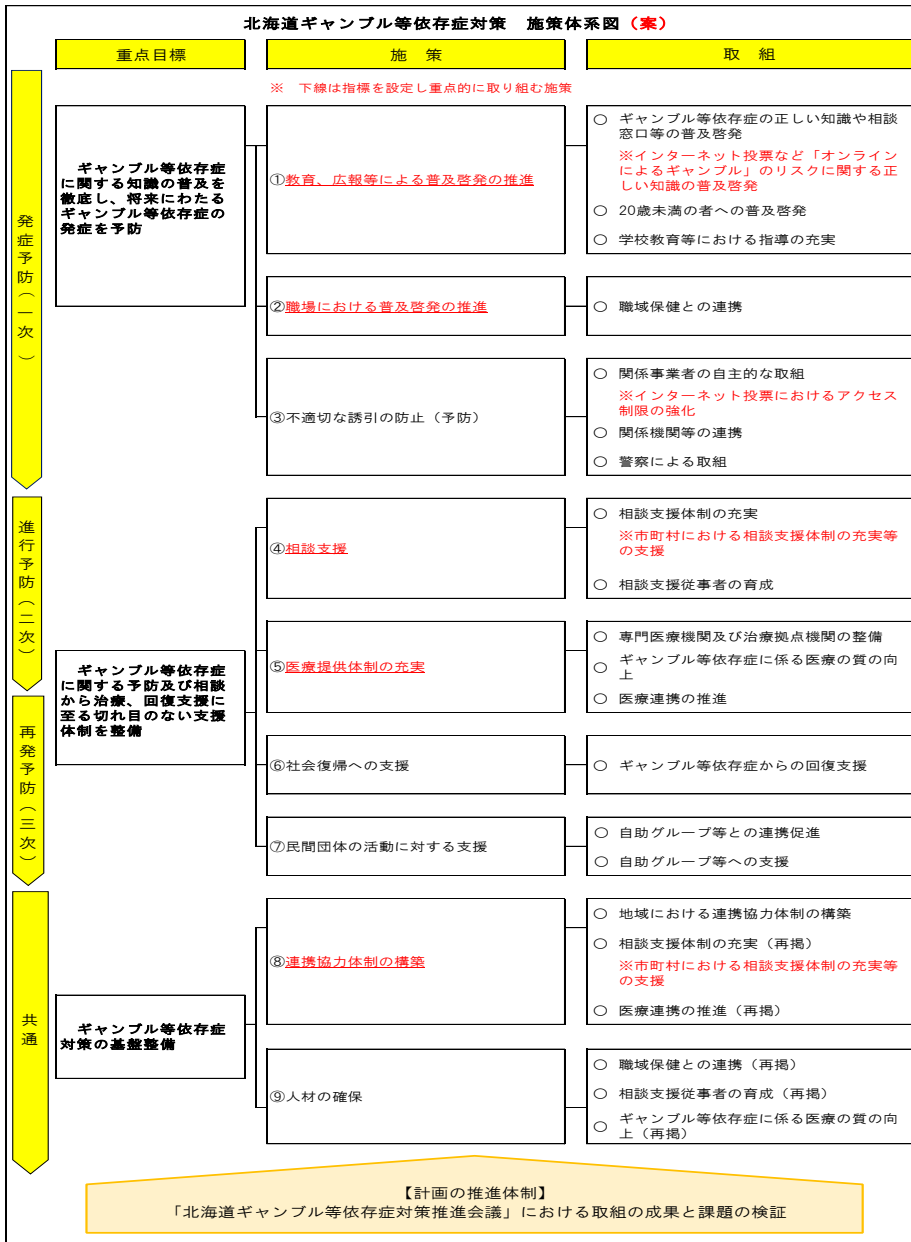 北海道ギャンブル等依存症対策　施策体系図（案）
重点目標
施　策
取　組
※　下線は指標を設定し重点的に取り組む施策
発症予防（一次）
ギャンブル等依存症
に関する知識の普及を
徹底し、将来にわたる
ギャンブル等依存症の
発症を予防
①教育、広報等による普及啓発の推進
○　ギャンブル等依存症の正しい知識や相談
窓口等の普及啓発
※インターネット投票など「オンライン
によるギャンブル」のリスクに関する正
しい知識の普及啓発
○　20歳未満の者への普及啓発
○　学校教育等における指導の充実
②職場における普及啓発の推進
○　職域保健との連携
③不適切な誘引の防止（予防）
○　関係事業者の自主的な取組
※インターネット投票におけるアクセス
制限の強化
○　関係機関等の連携
○　警察による取組
進行予防（二次）
再発予防（三次）
ギャンブル等依存症
に関する予防及び相談
から治療、回復支援に
至る切れ目のない支援
体制を整備
④相談支援
○　相談支援体制の充実
※市町村における相談支援体制の充実等
の支援
○　相談支援従事者の育成
⑤医療提供体制の充実
○　専門医療機関及び治療拠点機関の整備
○　ギャンブル等依存症に係る医療の質の向
上
○　医療連携の推進
⑥社会復帰への支援
○　ギャンブル等依存症からの回復支援
⑦民間団体の活動に対する支援
○　自助グループ等との連携促進
○　自助グループ等への支援
共通
ギャンブル等依存症
対策の基盤整備
⑧連携協力体制の構築
○　地域における連携協力体制の構築
○　相談支援体制の充実（再掲）
※市町村における相談支援体制の充実等
の支援
○　医療連携の推進（再掲）
⑨人材の確保
○　職域保健との連携（再掲）
○　相談支援従事者の育成（再掲）
○　ギャンブル等依存症に係る医療の質の向
上（再掲）
【計画の推進体制】
「北海道ギャンブル等依存症対策推進会議」における取組の成果と課題の検証